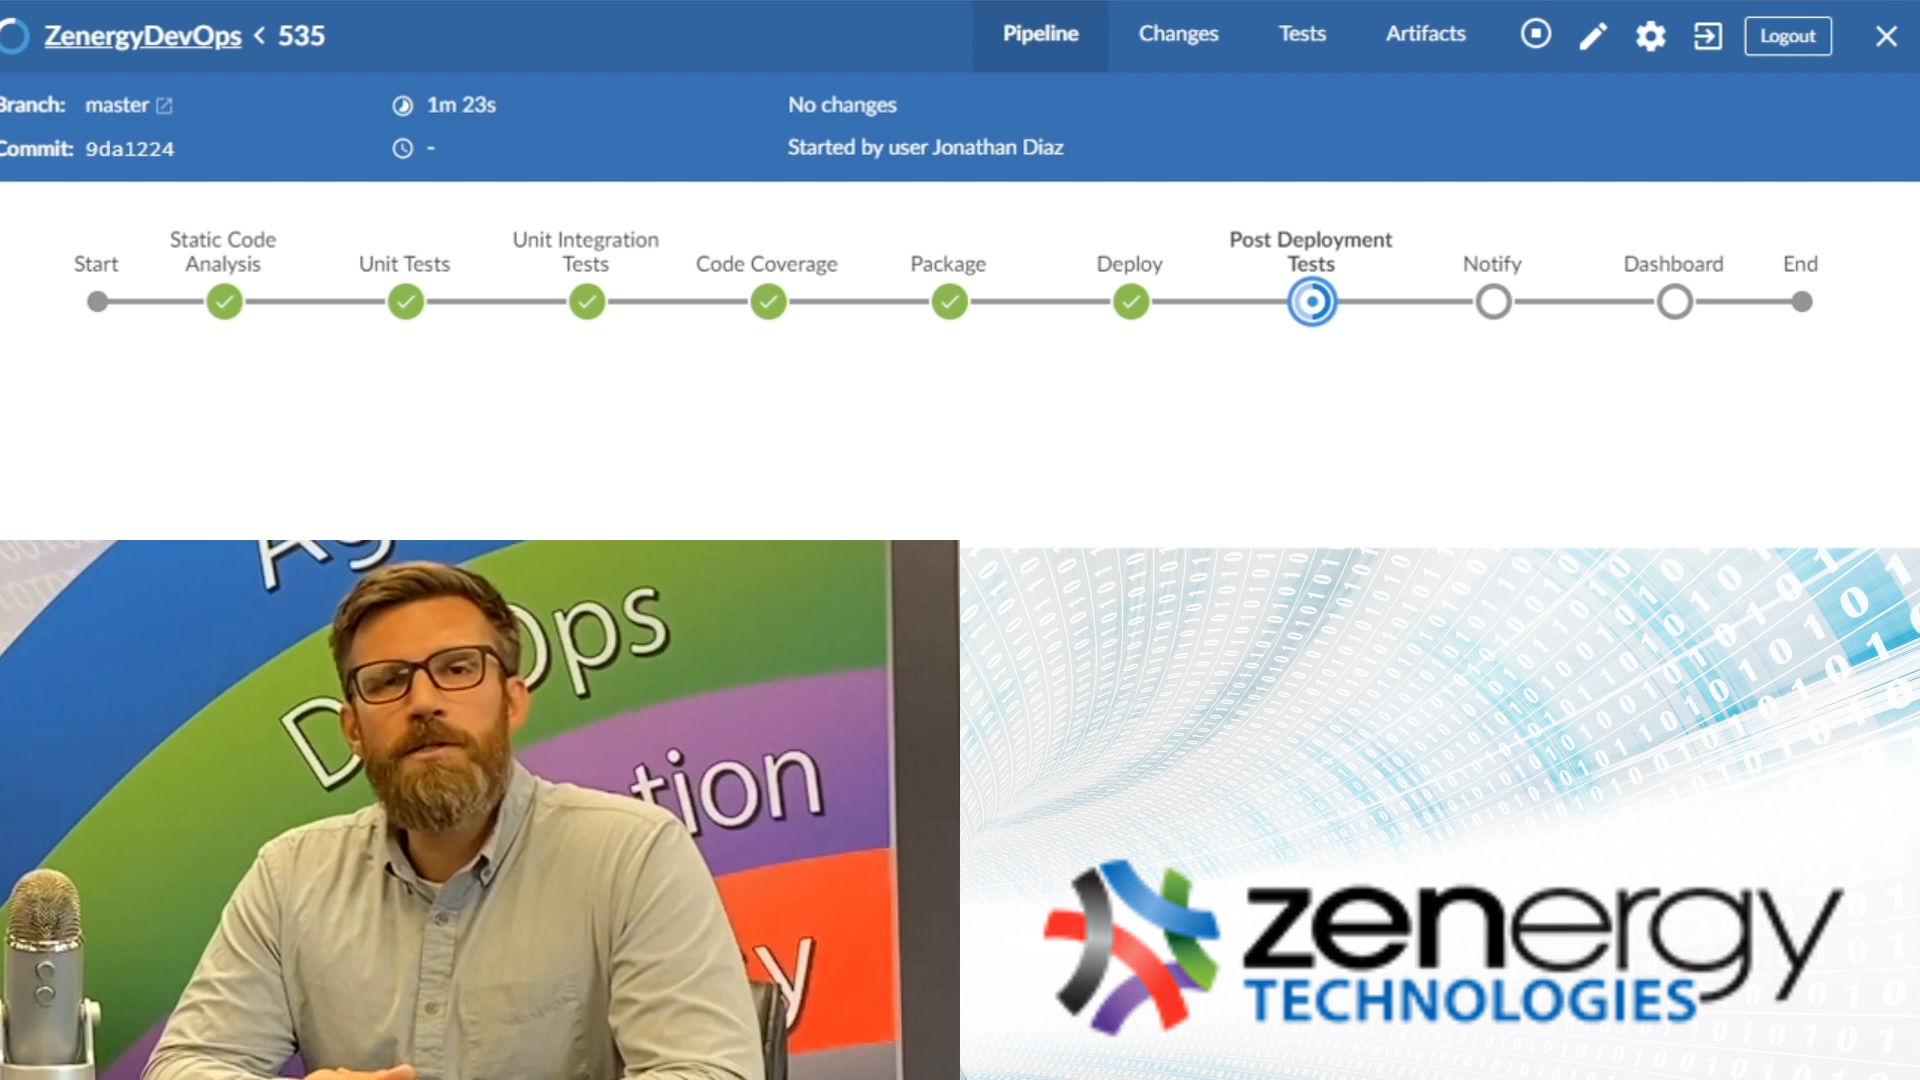 ZenergyDevOps < 535
Pipeline Changes Tests Artifacts Logout
Branch: master 1m 23s No changes
Commit: 9da1224 - Started by user Jonathan Diaz
Start
Static Code
Analysis
Unit Tests
Unit Integration
Tests
Code Coverage
Package
Deploy
Post Deployment
Tests
Notify
Dashboard
End
Ops
tion
zenergy
TECHNOLOGIES